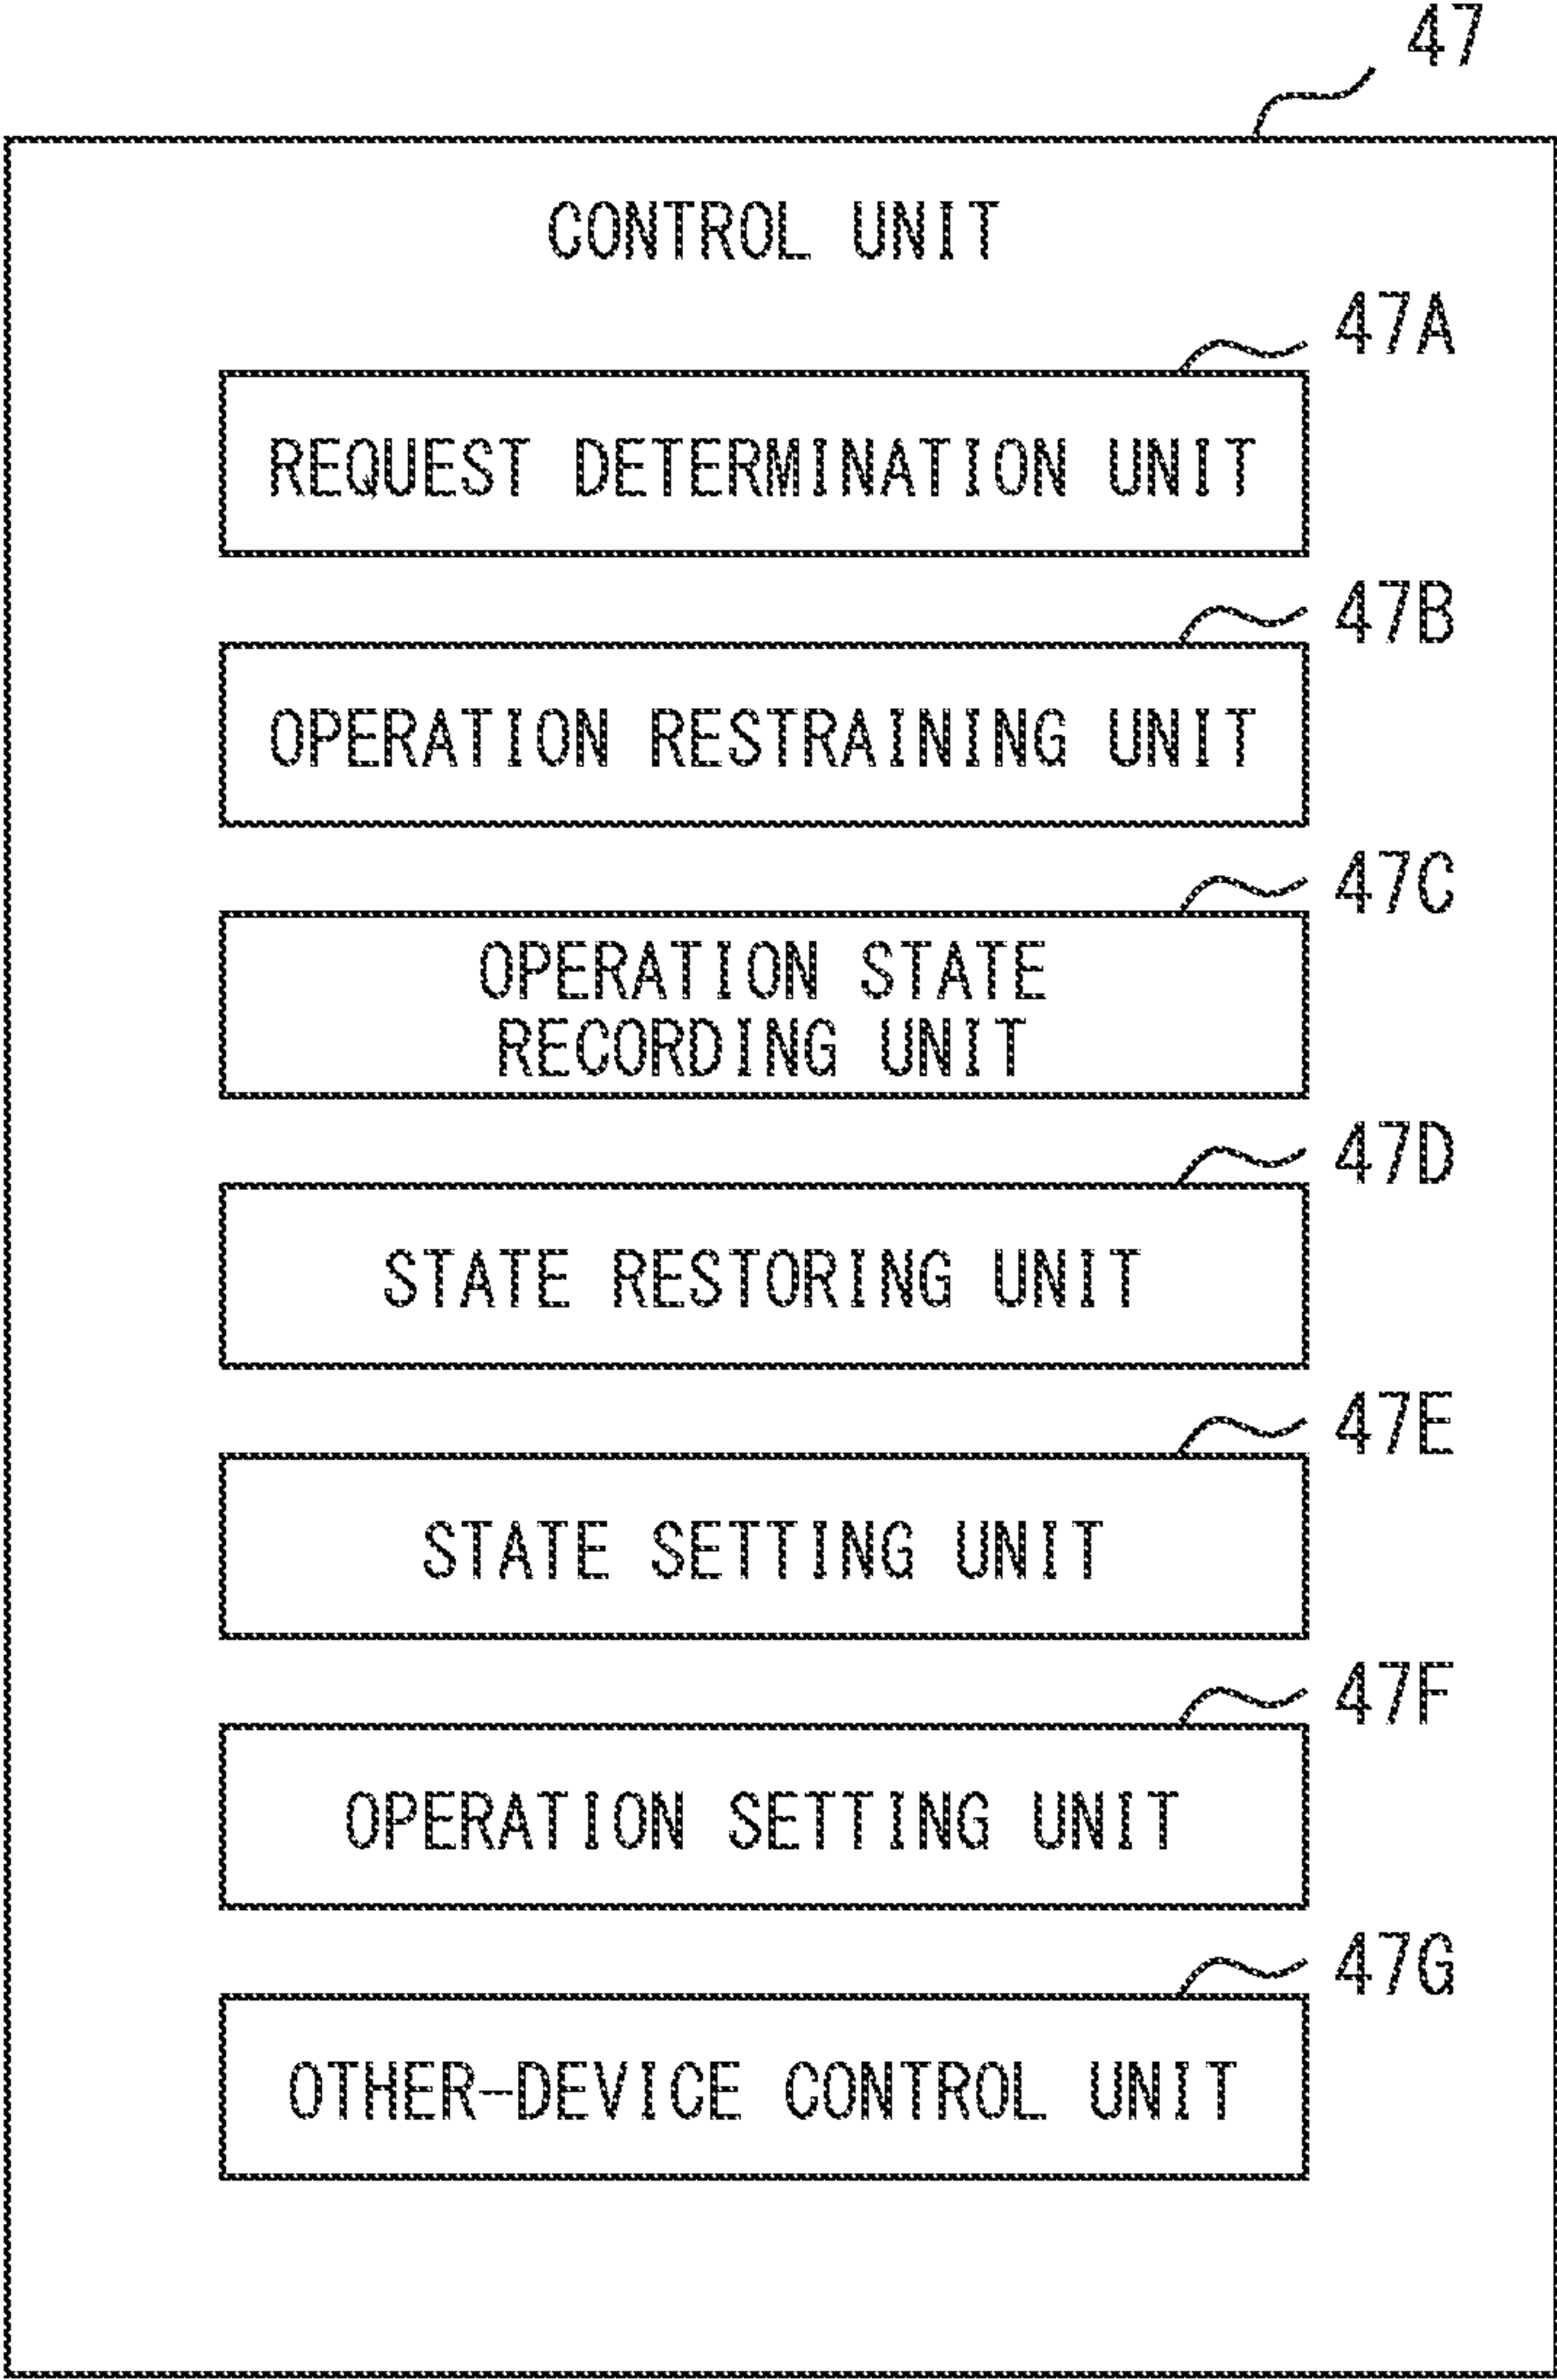 47
CONTROL UNIT
47A
REQUEST DETERMINATION UNIT
47B
OPERATION RESTRAINING UNIT
47C
OPERATION STATE
RECORDING UNIT
47D
STATE RESTORING UNIT
47E
STATE SETTING UNIT
47F
OPERATION SETTING UNIT
47G
OTHER-DEVICE CONTROL UNIT